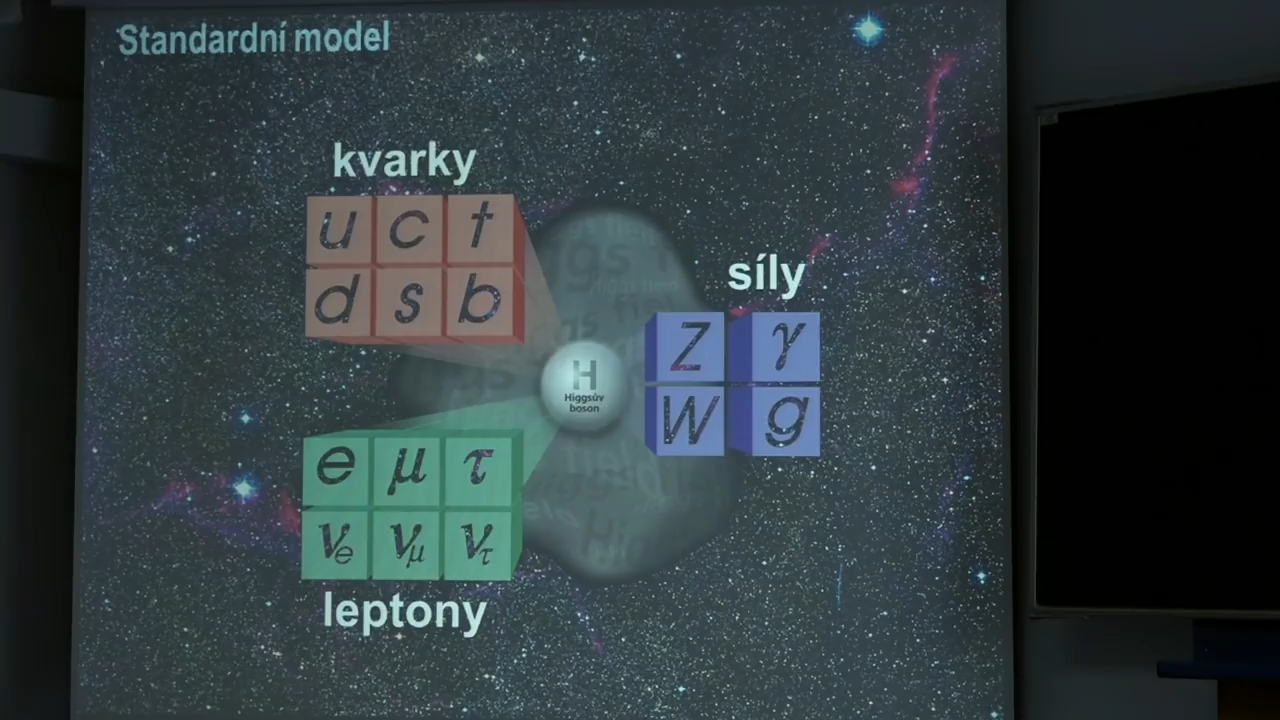 Standardní model
kvarky
u c t
d s b
síly
Z γ
W g
H
Higgsův
boson
e μ τ
νe νμ ντ
leptony